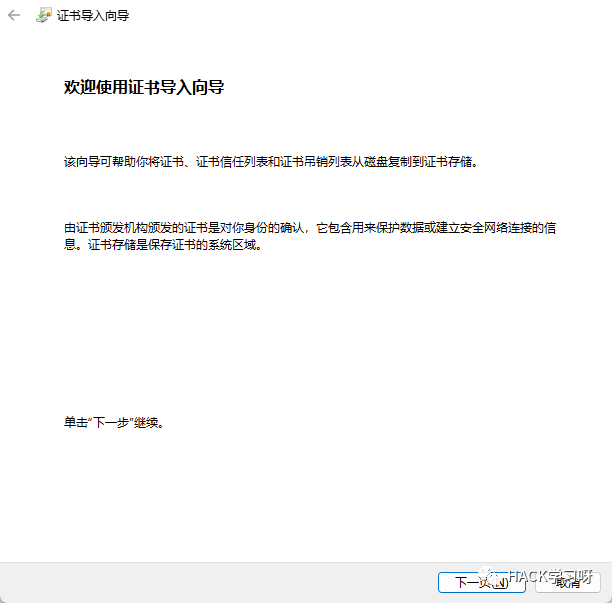 证书导入向导
欢迎使用证书导入向导
该向导可帮助你将证书、证书信任列表和证书吊销列表从磁盘复制到证书存储。
由证书颁发机构颁发的证书是对你身份的确认，它包含用来保护数据或建立安全网络连接的信
息。证书存储是保存证书的系统区域。
单击“下一步”继续。
下一页(N) 取消
HACK学习呀